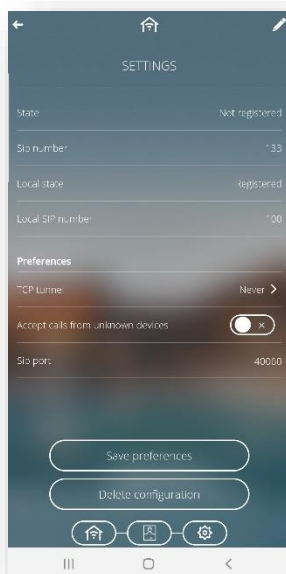 SETTINGS
State Not registered
Sip number 133
Local state Registered
Local SIP number 100
Preferences
TCP tunnel Never
Accept calls from unknown devices
Sip port 40060
Save preferences
Delete configuration